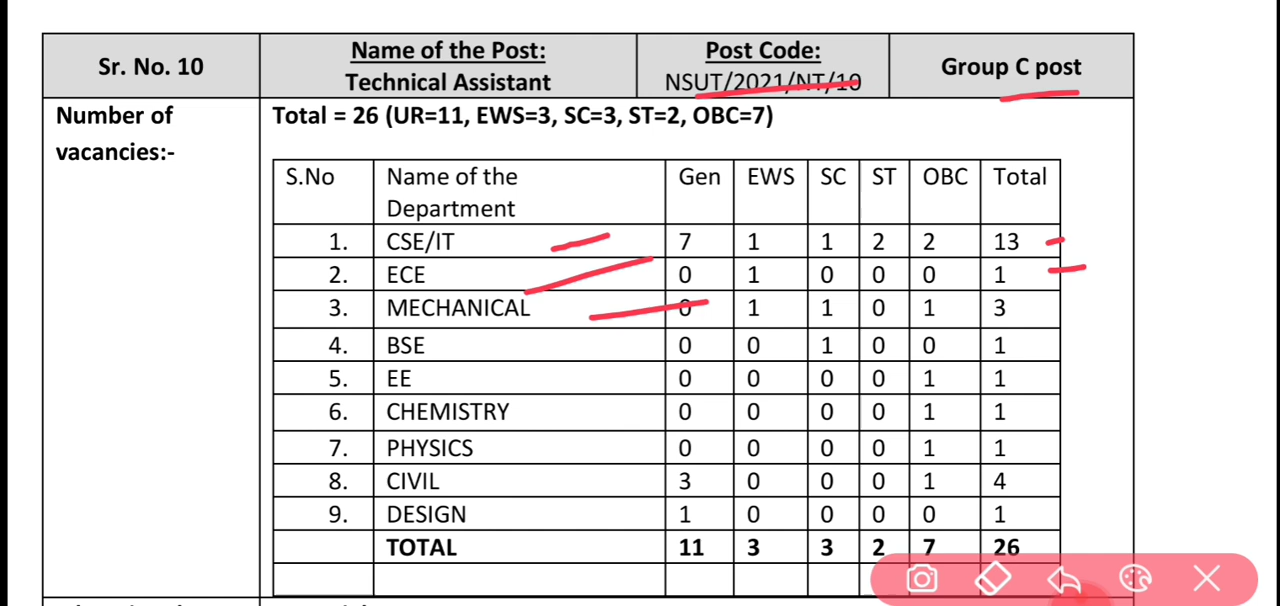 Sr. No. 10 Name of the Post: Technical Assistant Post Code: NSUT/2021/NT/10 Group C post
Number of vacancies:- Total = 26 (UR=11, EWS=3, SC=3, ST=2, OBC=7)
S.No Name of the Department Gen EWS SC ST OBC Total
1. CSE/IT 7 1 1 2 2 13
2. ECE 0 1 0 0 0 1
3. MECHANICAL 0 1 1 0 1 3
4. BSE 0 0 1 0 0 1
5. EE 0 0 0 0 1 1
6. CHEMISTRY 0 0 0 0 1 1
7. PHYSICS 0 0 0 0 1 1
8. CIVIL 3 0 0 0 1 4
9. DESIGN 1 0 0 0 0 1
TOTAL 11 3 3 2 7 26